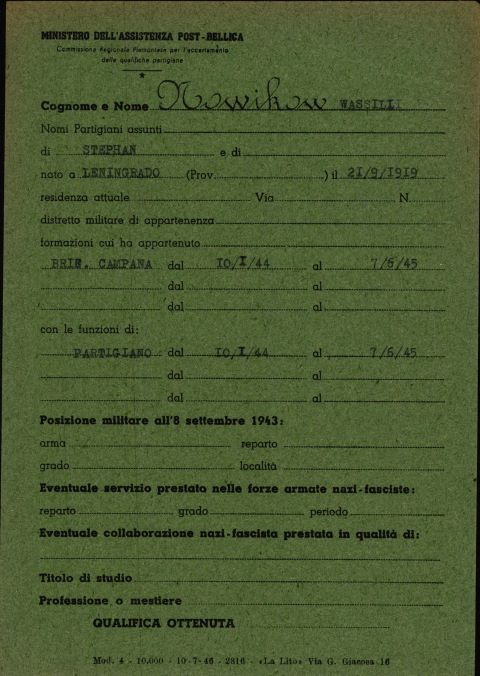 MINISTERO DELL'ASSISTENZA POST-BELLICA
Commissione Regionale Piemontese per l'accertamento
delle qualifiche partigiane
Cognome e Nome Nowikow WASSILLI
Nomi Partigiani assunti
di STEPHAN e di
nato a LENINGRADO (Prov. ) il 21/9/1919
residenza attuale Via N.
distretto militare di appartenenza
formazioni cui ha appartenuto
BRIE. CAMPANA dal 10/I/44 al 7/6/45
dal al
dal al
con le funzioni di:
PARTIGIANO dal 10/I/44 al 7/6/45
dal al
dal al
Posizione militare all'8 settembre 1943:
arma reparto
grado località
Eventuale servizio prestato nelle forze armate nazi-fasciste:
reparto grado periodo
Eventuale collaborazione nazi-fascista prestata in qualità di:
Titolo di studio
Professione o mestiere
QUALIFICA OTTENUTA
Mod. 4 - 10.000 - 10-7-46 - 2816 - «La Lito» Via G. Giacosa 16